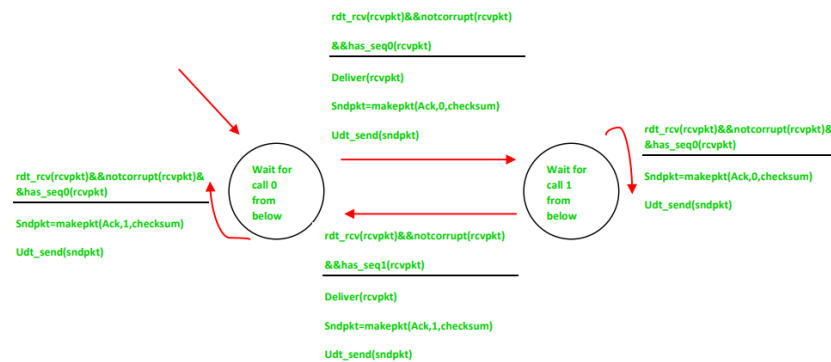 rdt_rcv(rcvpkt)&&notcorrupt(rcvpkt)
&&has_seq0(rcvpkt)
Deliver(rcvpkt)
Sndpkt=makepkt(Ack,0,checksum)
Udt_send(sndpkt)
rdt_rcv(rcvpkt)&&notcorrupt(rcvpkt)&
&has_seq0(rcvpkt)
Sndpkt=makepkt(Ack,1,checksum)
Udt_send(sndpkt)
Wait for
call 0
from
below
Wait for
call 1
from
below
rdt_rcv(rcvpkt)&&notcorrupt(rcvpkt)&
&has_seq0(rcvpkt)
Sndpkt=makepkt(Ack,0,checksum)
Udt_send(sndpkt)
rdt_rcv(rcvpkt)&&notcorrupt(rcvpkt)
&&has_seq1(rcvpkt)
Deliver(rcvpkt)
Sndpkt=makepkt(Ack,1,checksum)
Udt_send(sndpkt)